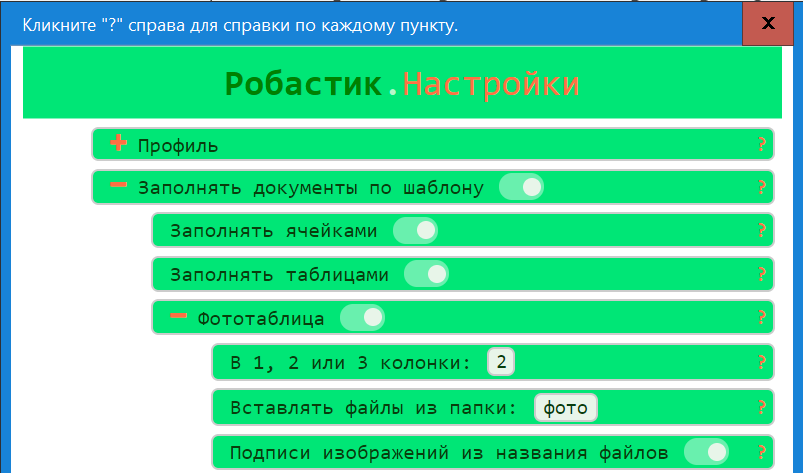 Кликните "?" справа для справки по каждому пункту. x
Робастик.Настройки
+ Профиль ?
− Заполнять документы по шаблону ?
Заполнять ячейками ?
Заполнять таблицами ?
− Фототаблица ?
В 1, 2 или 3 колонки: 2 ?
Вставлять файлы из папки: фото ?
Подписи изображений из названия файлов ?